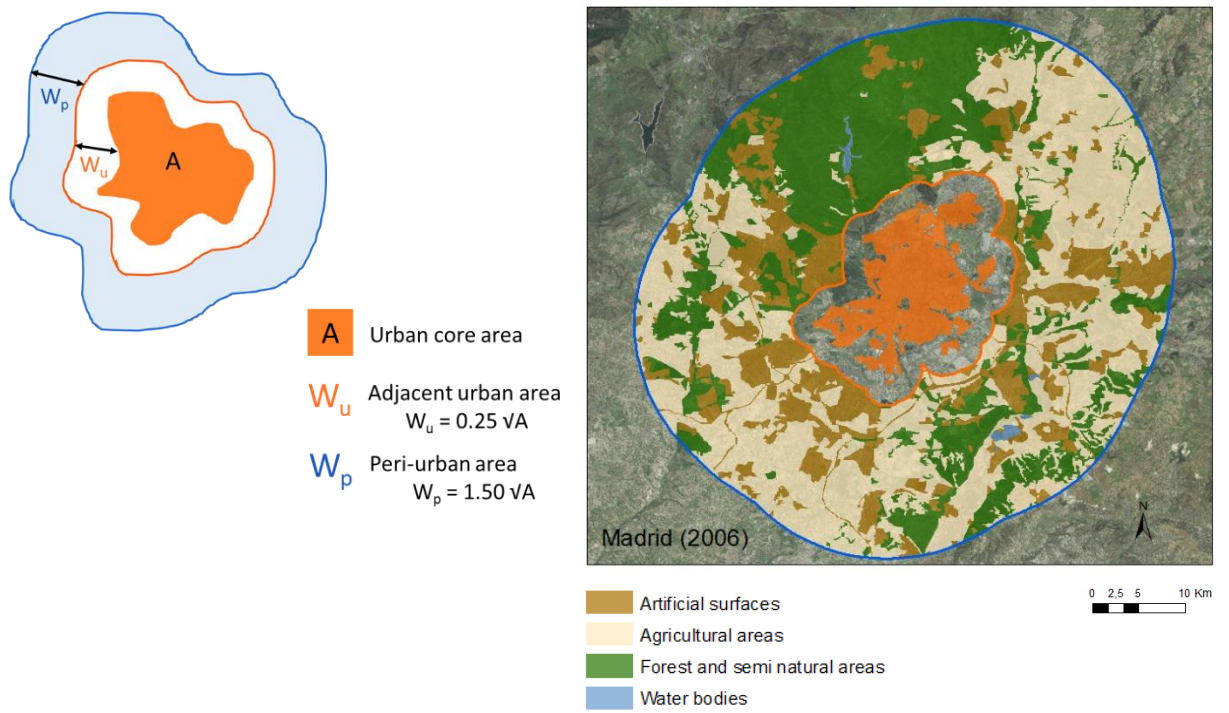 Wp
Wu
A
A Urban core area
Wu Adjacent urban area
Wu = 0.25 √A
Wp Peri-urban area
Wp = 1.50 √A
Madrid (2006)
N
Artificial surfaces
Agricultural areas
Forest and semi natural areas
Water bodies
0 2,5 5 10 Km